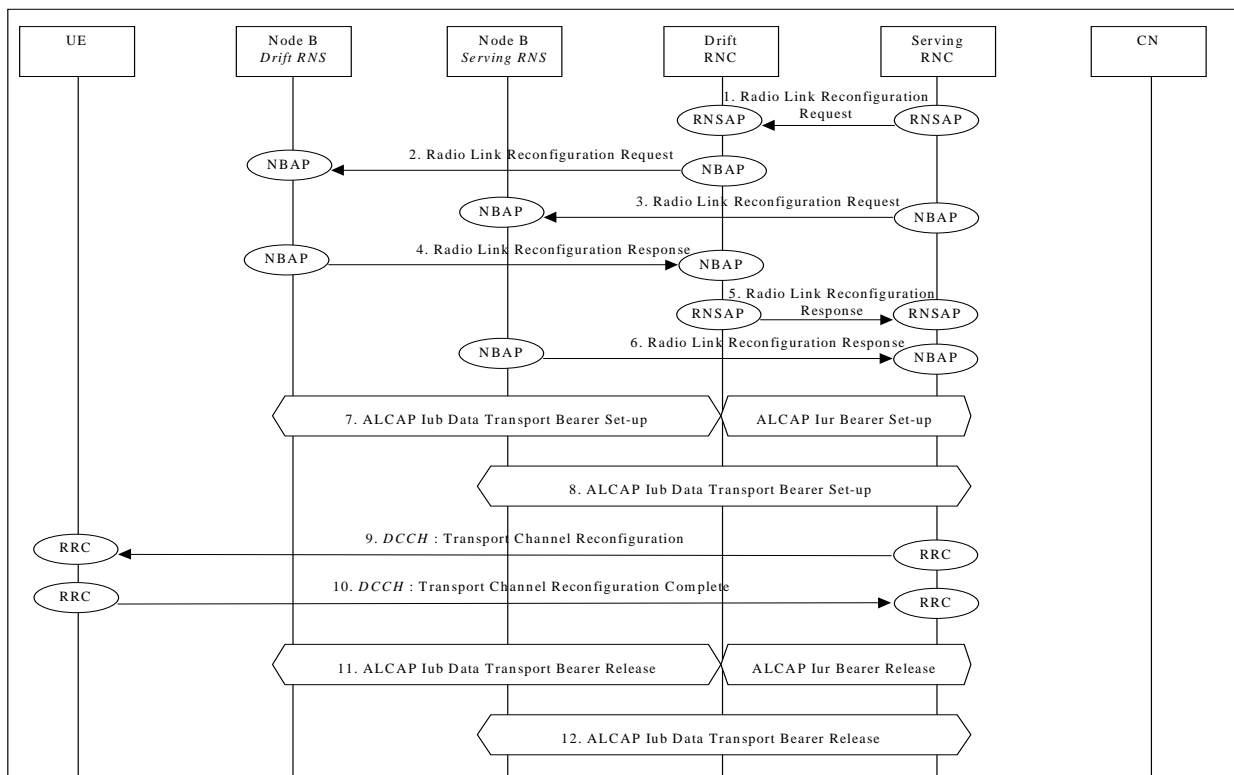 UE
Node B
Drift RNS
Node B
Serving RNS
Drift
RNC
Serving
RNC
CN
1. Radio Link Reconfiguration
Request
RNSAP
RNSAP
2. Radio Link Reconfiguration Request
NBAP
NBAP
3. Radio Link Reconfiguration Request
NBAP
NBAP
4. Radio Link Reconfiguration Response
NBAP
NBAP
5. Radio Link Reconfiguration
Response
RNSAP
RNSAP
6. Radio Link Reconfiguration Response
NBAP
NBAP
7. ALCAP Iub Data Transport Bearer Set-up
ALCAP Iur Bearer Set-up
8. ALCAP Iub Data Transport Bearer Set-up
9. DCCH : Transport Channel Reconfiguration
RRC
RRC
10. DCCH : Transport Channel Reconfiguration Complete
RRC
RRC
11. ALCAP Iub Data Transport Bearer Release
ALCAP Iur Bearer Release
12. ALCAP Iub Data Transport Bearer Release